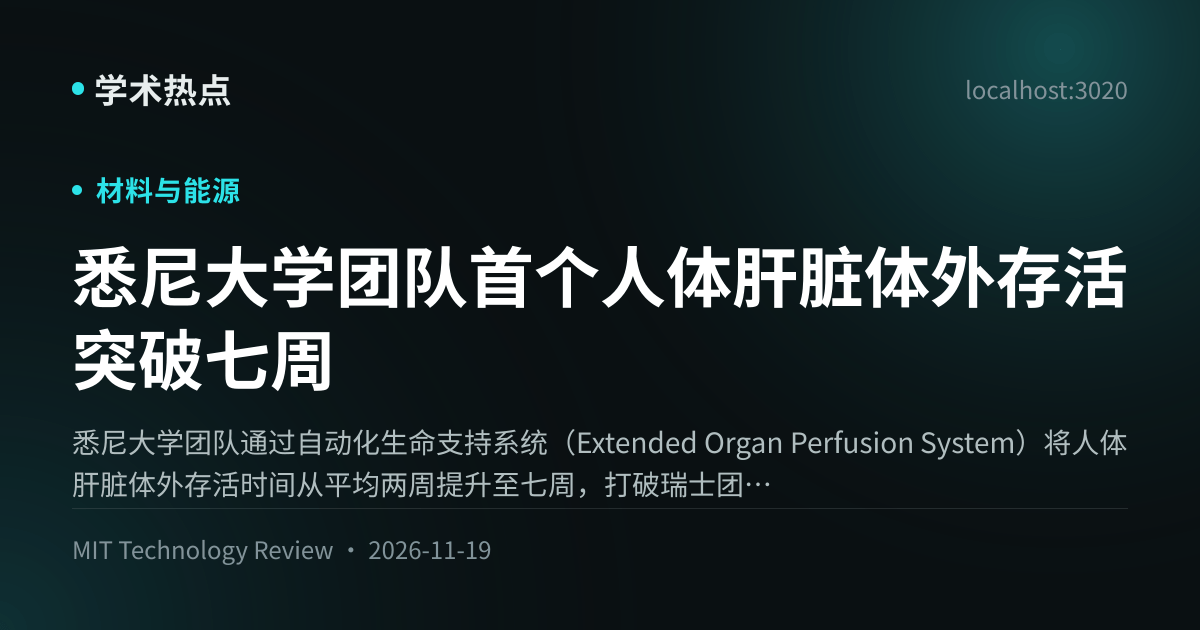 学术热点
localhost:3020
材料与能源
悉尼大学团队首个人体肝脏体外存活
突破七周
悉尼大学团队通过自动化生命支持系统（Extended Organ Perfusion System）将人体
肝脏体外存活时间从平均两周提升至七周，打破瑞士团…
MIT Technology Review · 2026-11-19